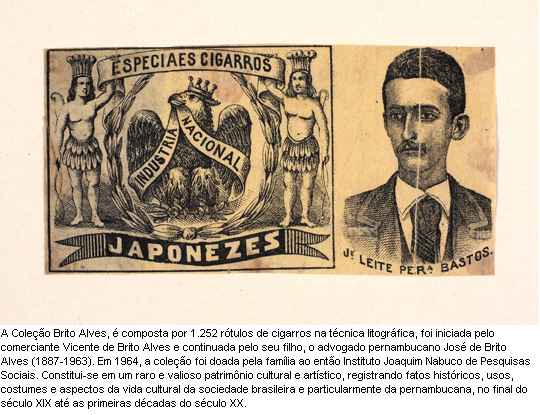 ESPECIAES CIGARROS
INDUSTRIA NACIONAL
JAPONEZES
Jᴱ LEITE PERᴬ BASTOS.
A Coleção Brito Alves, é composta por 1.252 rótulos de cigarros na técnica litográfica, foi iniciada pelo
comerciante Vicente de Brito Alves e continuada pelo seu filho, o advogado pernambucano José de Brito
Alves (1887-1963). Em 1964, a coleção foi doada pela família ao então Instituto Joaquim Nabuco de Pesquisas
Sociais. Constitui-se em um raro e valioso patrimônio cultural e artístico, registrando fatos históricos, usos,
costumes e aspectos da vida cultural da sociedade brasileira e particularmente da pernambucana, no final do
século XIX até as primeiras décadas do século XX.